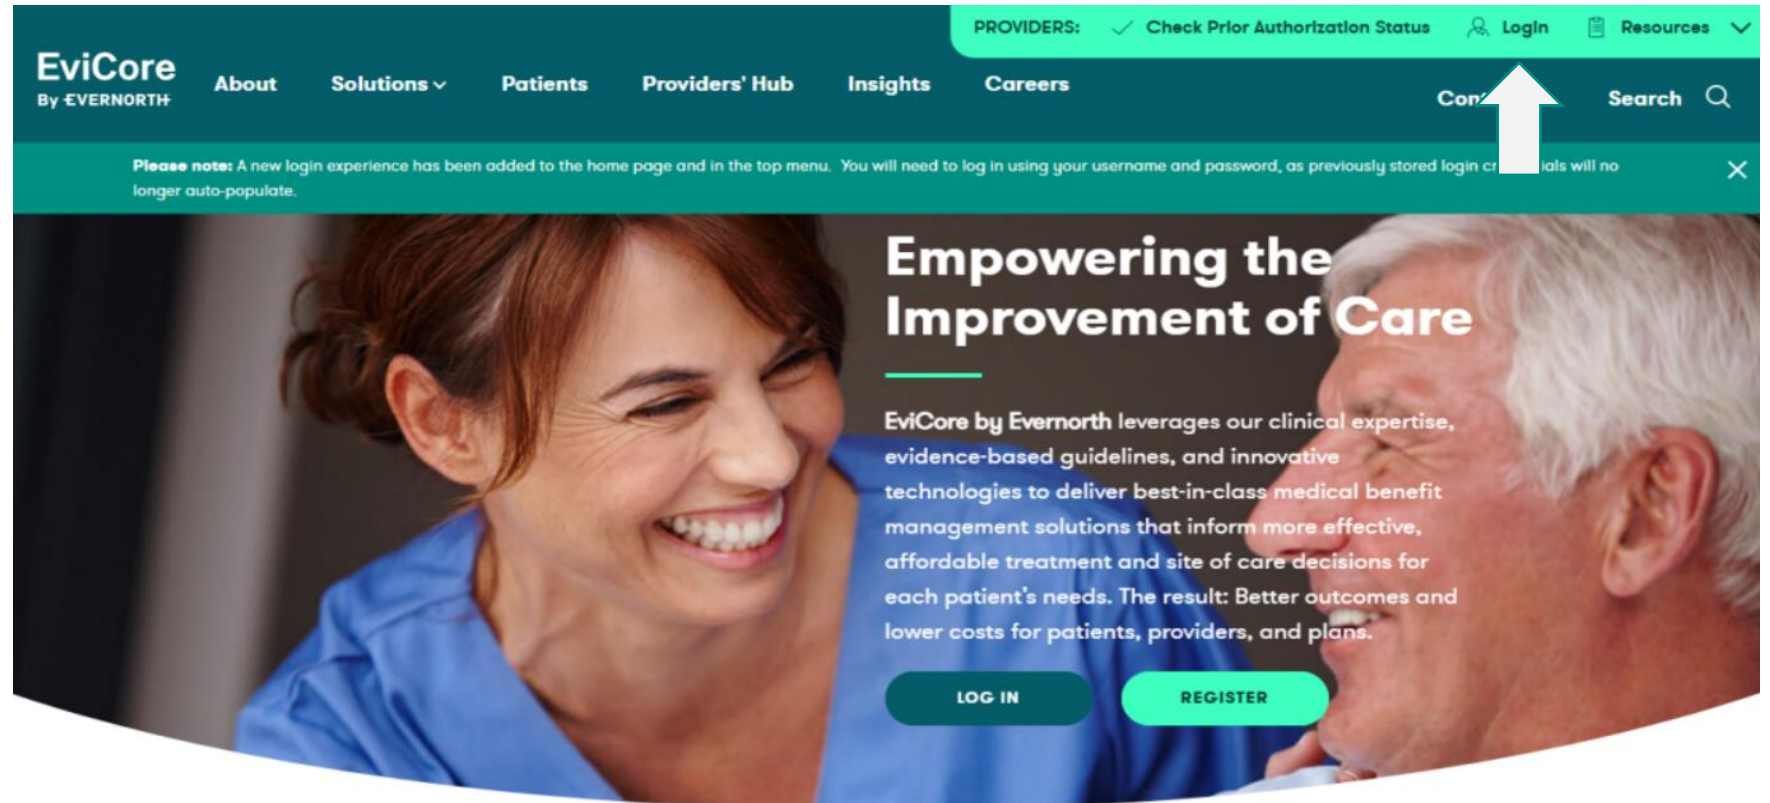 PROVIDERS: Check Prior Authorization Status Login Resources
EviCore
By EVERNORTH
About Solutions Patients Providers' Hub Insights Careers
Search
Please note: A new login experience has been added to the home page and in the top menu. You will need to log in using your username and password, as previously stored login will no
longer auto-populate.
Empowering the
Improvement of Care
EviCore by Evernorth leverages our clinical expertise,
evidence-based guidelines, and innovative
technologies to deliver best-in-class medical benefit
management solutions that inform more effective,
affordable treatment and site of care decisions for
each patient's needs. The result: Better outcomes and
lower costs for patients, providers, and plans.
LOG IN REGISTER